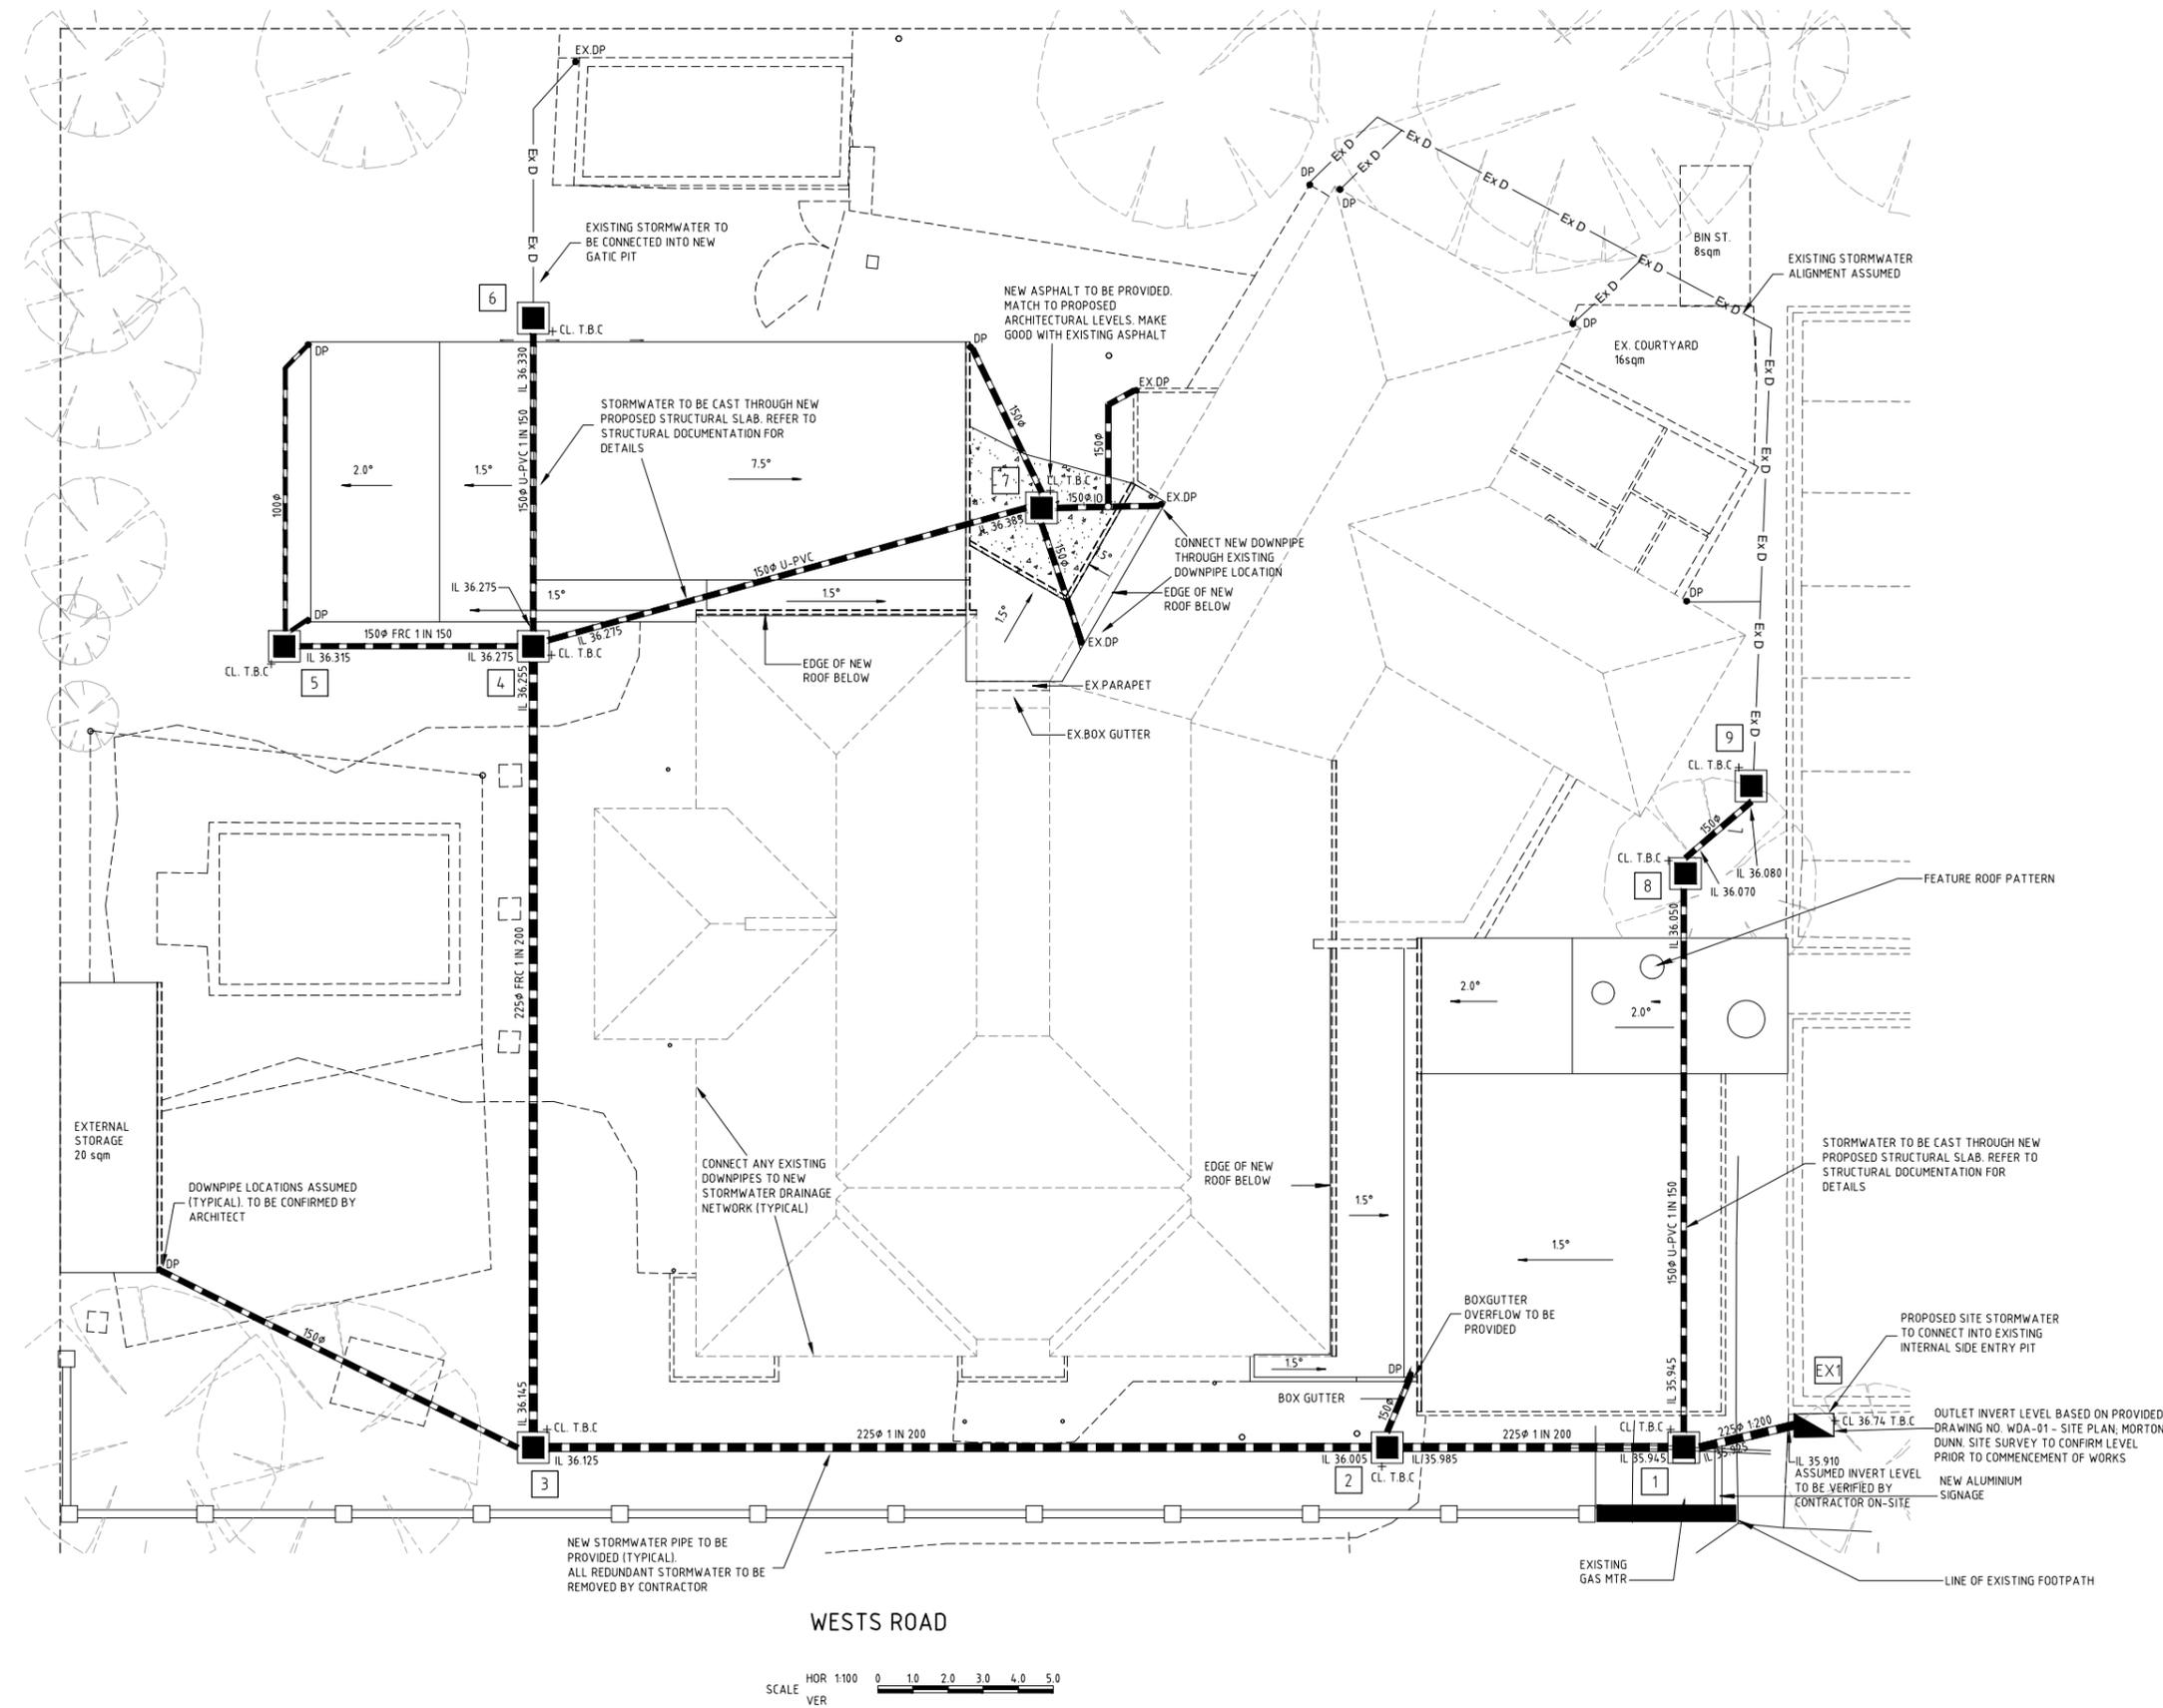 EX.DP
Ex D
Ex D
Ex D
Ex D
Ex D
Ex D
Ex D
Ex D
Ex D
Ex D
DP
DP
DP
EXISTING STORMWATER TO
BE CONNECTED INTO NEW
GATIC PIT
BIN ST.
8sqm
EXISTING STORMWATER
ALIGNMENT ASSUMED
6
CL. T.B.C
NEW ASPHALT TO BE PROVIDED.
MATCH TO PROPOSED
ARCHITECTURAL LEVELS. MAKE
GOOD WITH EXISTING ASPHALT
DP
DP
EX. COURTYARD
16sqm
IL 36.330
150Ø U-PVC 1 IN 150
STORMWATER TO BE CAST THROUGH NEW
PROPOSED STRUCTURAL SLAB. REFER TO
STRUCTURAL DOCUMENTATION FOR
DETAILS
EX.DP
150Ø
150Ø
Ex D
Ex D
Ex D
Ex D
Ex D
2.0°
1.5°
7.5°
100Ø
7
CL. T.B.C
EX.DP
IL 36.385
150Ø
CONNECT NEW DOWNPIPE
THROUGH EXISTING
DOWNPIPE LOCATION
150Ø U-PVC
IL 36.275
1.5°
1.5°
1.5°
EDGE OF NEW
ROOF BELOW
DP
DP
150Ø FRC 1 IN 150
IL 36.315
IL 36.275
IL 36.275
CL. T.B.C
CL. T.B.C
5
4
IL 36.255
EDGE OF NEW
ROOF BELOW
EX.DP
EX.PARAPET
EX.BOX GUTTER
9
CL. T.B.C
150Ø
CL. T.B.C
8
IL 36.080
IL 36.070
FEATURE ROOF PATTERN
IL 36.050
225Ø FRC 1 IN 200
2.0°
2.0°
EXTERNAL
STORAGE
20 sqm
DOWNPIPE LOCATIONS ASSUMED
(TYPICAL). TO BE CONFIRMED BY
ARCHITECT
DP
CONNECT ANY EXISTING
DOWNPIPES TO NEW
STORMWATER DRAINAGE
NETWORK (TYPICAL)
EDGE OF NEW
ROOF BELOW
1.5°
1.5°
STORMWATER TO BE CAST THROUGH NEW
PROPOSED STRUCTURAL SLAB. REFER TO
STRUCTURAL DOCUMENTATION FOR
DETAILS
150Ø U-PVC 1 IN 150
BOXGUTTER
OVERFLOW TO BE
PROVIDED
PROPOSED SITE STORMWATER
TO CONNECT INTO EXISTING
INTERNAL SIDE ENTRY PIT
150Ø
1.5°
DP
BOX GUTTER
150Ø
IL 35.945
EX1
IL 36.145
CL. T.B.C
225Ø 1 IN 200
225Ø 1 IN 200
CL. T.B.C
225Ø 1:200
CL 36.74 T.B.C
OUTLET INVERT LEVEL BASED ON PROVIDED
DRAWING NO. WDA-01 - SITE PLAN; MORTON
DUNN. SITE SURVEY TO CONFIRM LEVEL
PRIOR TO COMMENCEMENT OF WORKS
IL 36.125
3
IL 36.005
2
IL 35.985
CL. T.B.C
IL 35.945
1
IL 35.910
ASSUMED INVERT LEVEL
TO BE VERIFIED BY
CONTRACTOR ON-SITE
NEW ALUMINIUM
SIGNAGE
NEW STORMWATER PIPE TO BE
PROVIDED (TYPICAL).
ALL REDUNDANT STORMWATER TO BE
REMOVED BY CONTRACTOR
EXISTING
GAS MTR
LINE OF EXISTING FOOTPATH
WESTS ROAD
SCALE HOR 1:100 0 1.0 2.0 3.0 4.0 5.0
VER